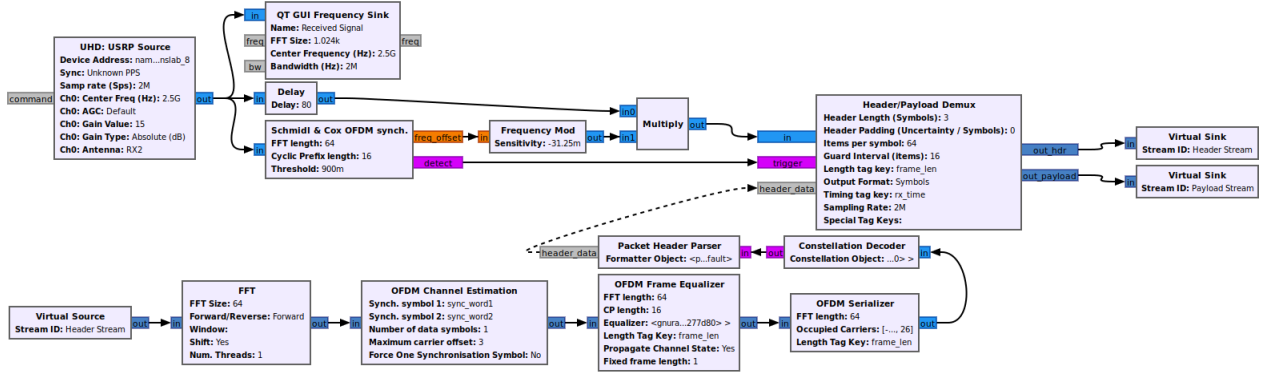 QT GUI Frequency Sink
Name: Received Signal
FFT Size: 1.024k
Center Frequency (Hz): 2.5G
Bandwidth (Hz): 2M
in
freq
bw
freq
UHD: USRP Source
Device Address: nam...nslab_8
Sync: Unknown PPS
Samp rate (Sps): 2M
Ch0: Center Freq (Hz): 2.5G
Ch0: AGC: Default
Ch0: Gain Value: 15
Ch0: Gain Type: Absolute (dB)
Ch0: Antenna: RX2
command
out
Delay
Delay: 80
in
out
Schmidl & Cox OFDM synch.
FFT length: 64
Cyclic Prefix length: 16
Threshold: 900m
in
freq_offset
detect
Frequency Mod
Sensitivity: -31.25m
in
out
Multiply
in0
in1
out
Header/Payload Demux
Header Length (Symbols): 3
Header Padding (Uncertainty / Symbols): 0
Items per symbol: 64
Guard Interval (items): 16
Length tag key: frame_len
Output Format: Symbols
Timing tag key: rx_time
Sampling Rate: 2M
Special Tag Keys:
in
trigger
header_data
out_hdr
out_payload
Virtual Sink
Stream ID: Header Stream
in
Virtual Sink
Stream ID: Payload Stream
in
Packet Header Parser
Formatter Object: <p...fault>
header_data
in
Constellation Decoder
Constellation Object: ...0> >
out
in
Virtual Source
Stream ID: Header Stream
out
FFT
FFT Size: 64
Forward/Reverse: Forward
Window:
Shift: Yes
Num. Threads: 1
in
out
OFDM Channel Estimation
Synch. symbol 1: sync_word1
Synch. symbol 2: sync_word2
Number of data symbols: 1
Maximum carrier offset: 3
Force One Synchronisation Symbol: No
in
out
OFDM Frame Equalizer
FFT length: 64
CP length: 16
Equalizer: <gnura...277d80> >
Length Tag Key: frame_len
Propagate Channel State: Yes
Fixed frame length: 1
in
out
OFDM Serializer
FFT length: 64
Occupied Carriers: [-..., 26]
Length Tag Key: frame_len
in
out